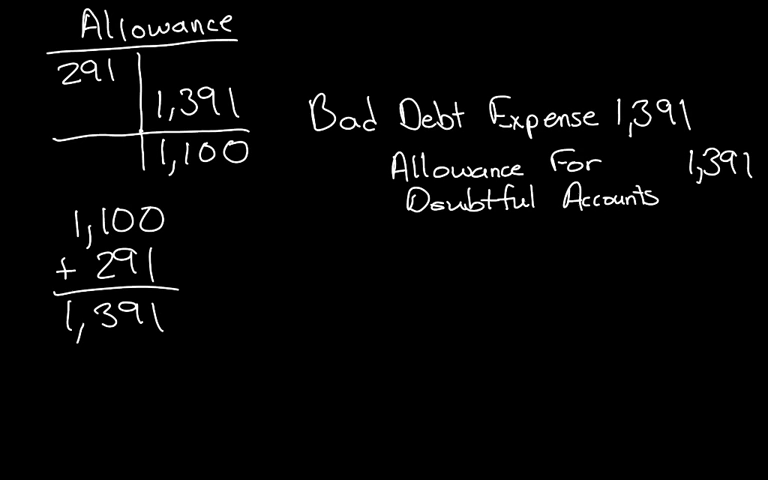 Allowance
291
1,391
1,100
Bad Debt Expense 1,391
Allowance For 1,391
Doubtful Accounts
1,100
+ 291
1,391